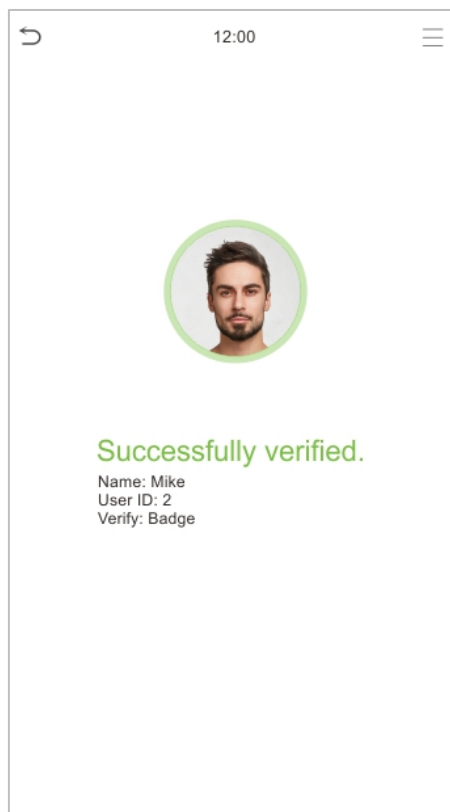 12:00
Successfully verified.
Name: Mike
User ID: 2
Verify: Badge